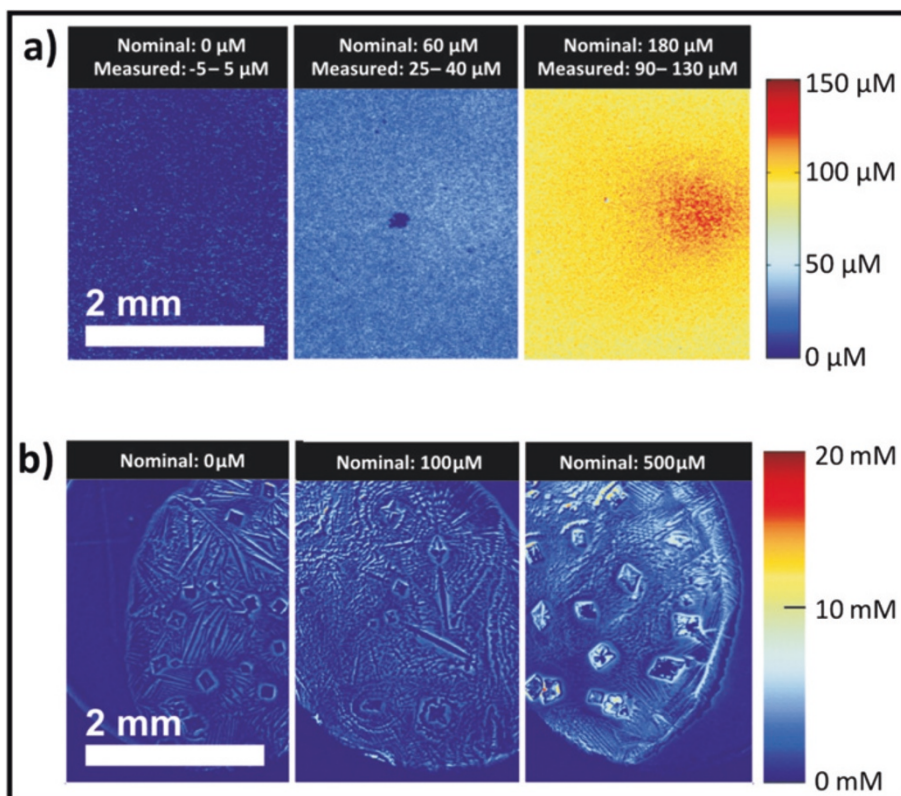 a)
Nominal: 0 µM
Measured: -5– 5 µM
Nominal: 60 µM
Measured: 25– 40 µM
Nominal: 180 µM
Measured: 90– 130 µM
150 µM
100 µM
50 µM
0 µM
2 mm
b)
Nominal: 0µM
Nominal: 100µM
Nominal: 500µM
20 mM
10 mM
0 mM
2 mm